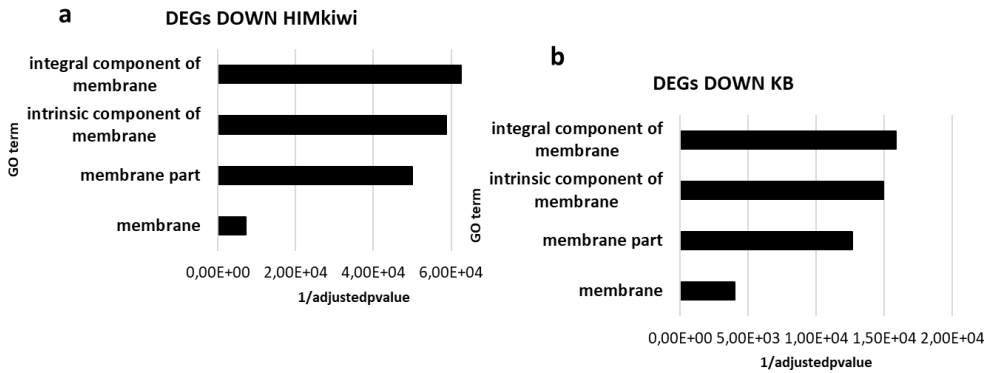 a
DEGs DOWN HIMkiwi
integral component of
membrane
intrinsic component of
membrane
membrane part
membrane
GO term
0,00E+00 2,00E+04 4,00E+04 6,00E+04
1/adjustedpvalue
b
DEGs DOWN KB
integral component of
membrane
intrinsic component of
membrane
membrane part
membrane
GO term
0,00E+00 5,00E+03 1,00E+04 1,50E+04 2,00E+04
1/adjustedpvalue